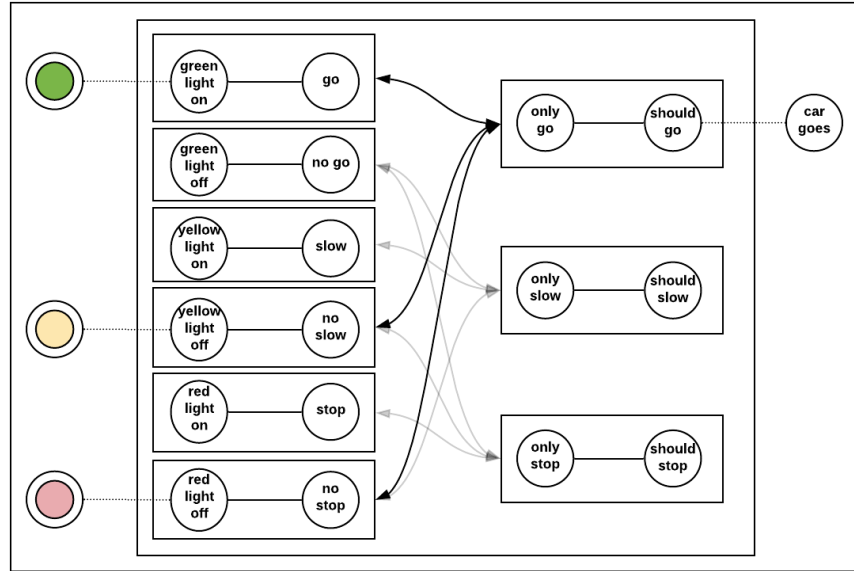 green
light
on
go
only
go
should
go
car
goes
green
light
off
no go
yellow
light
on
slow
only
slow
should
slow
yellow
light
off
no
slow
red
light
on
stop
only
stop
should
stop
red
light
off
no
stop